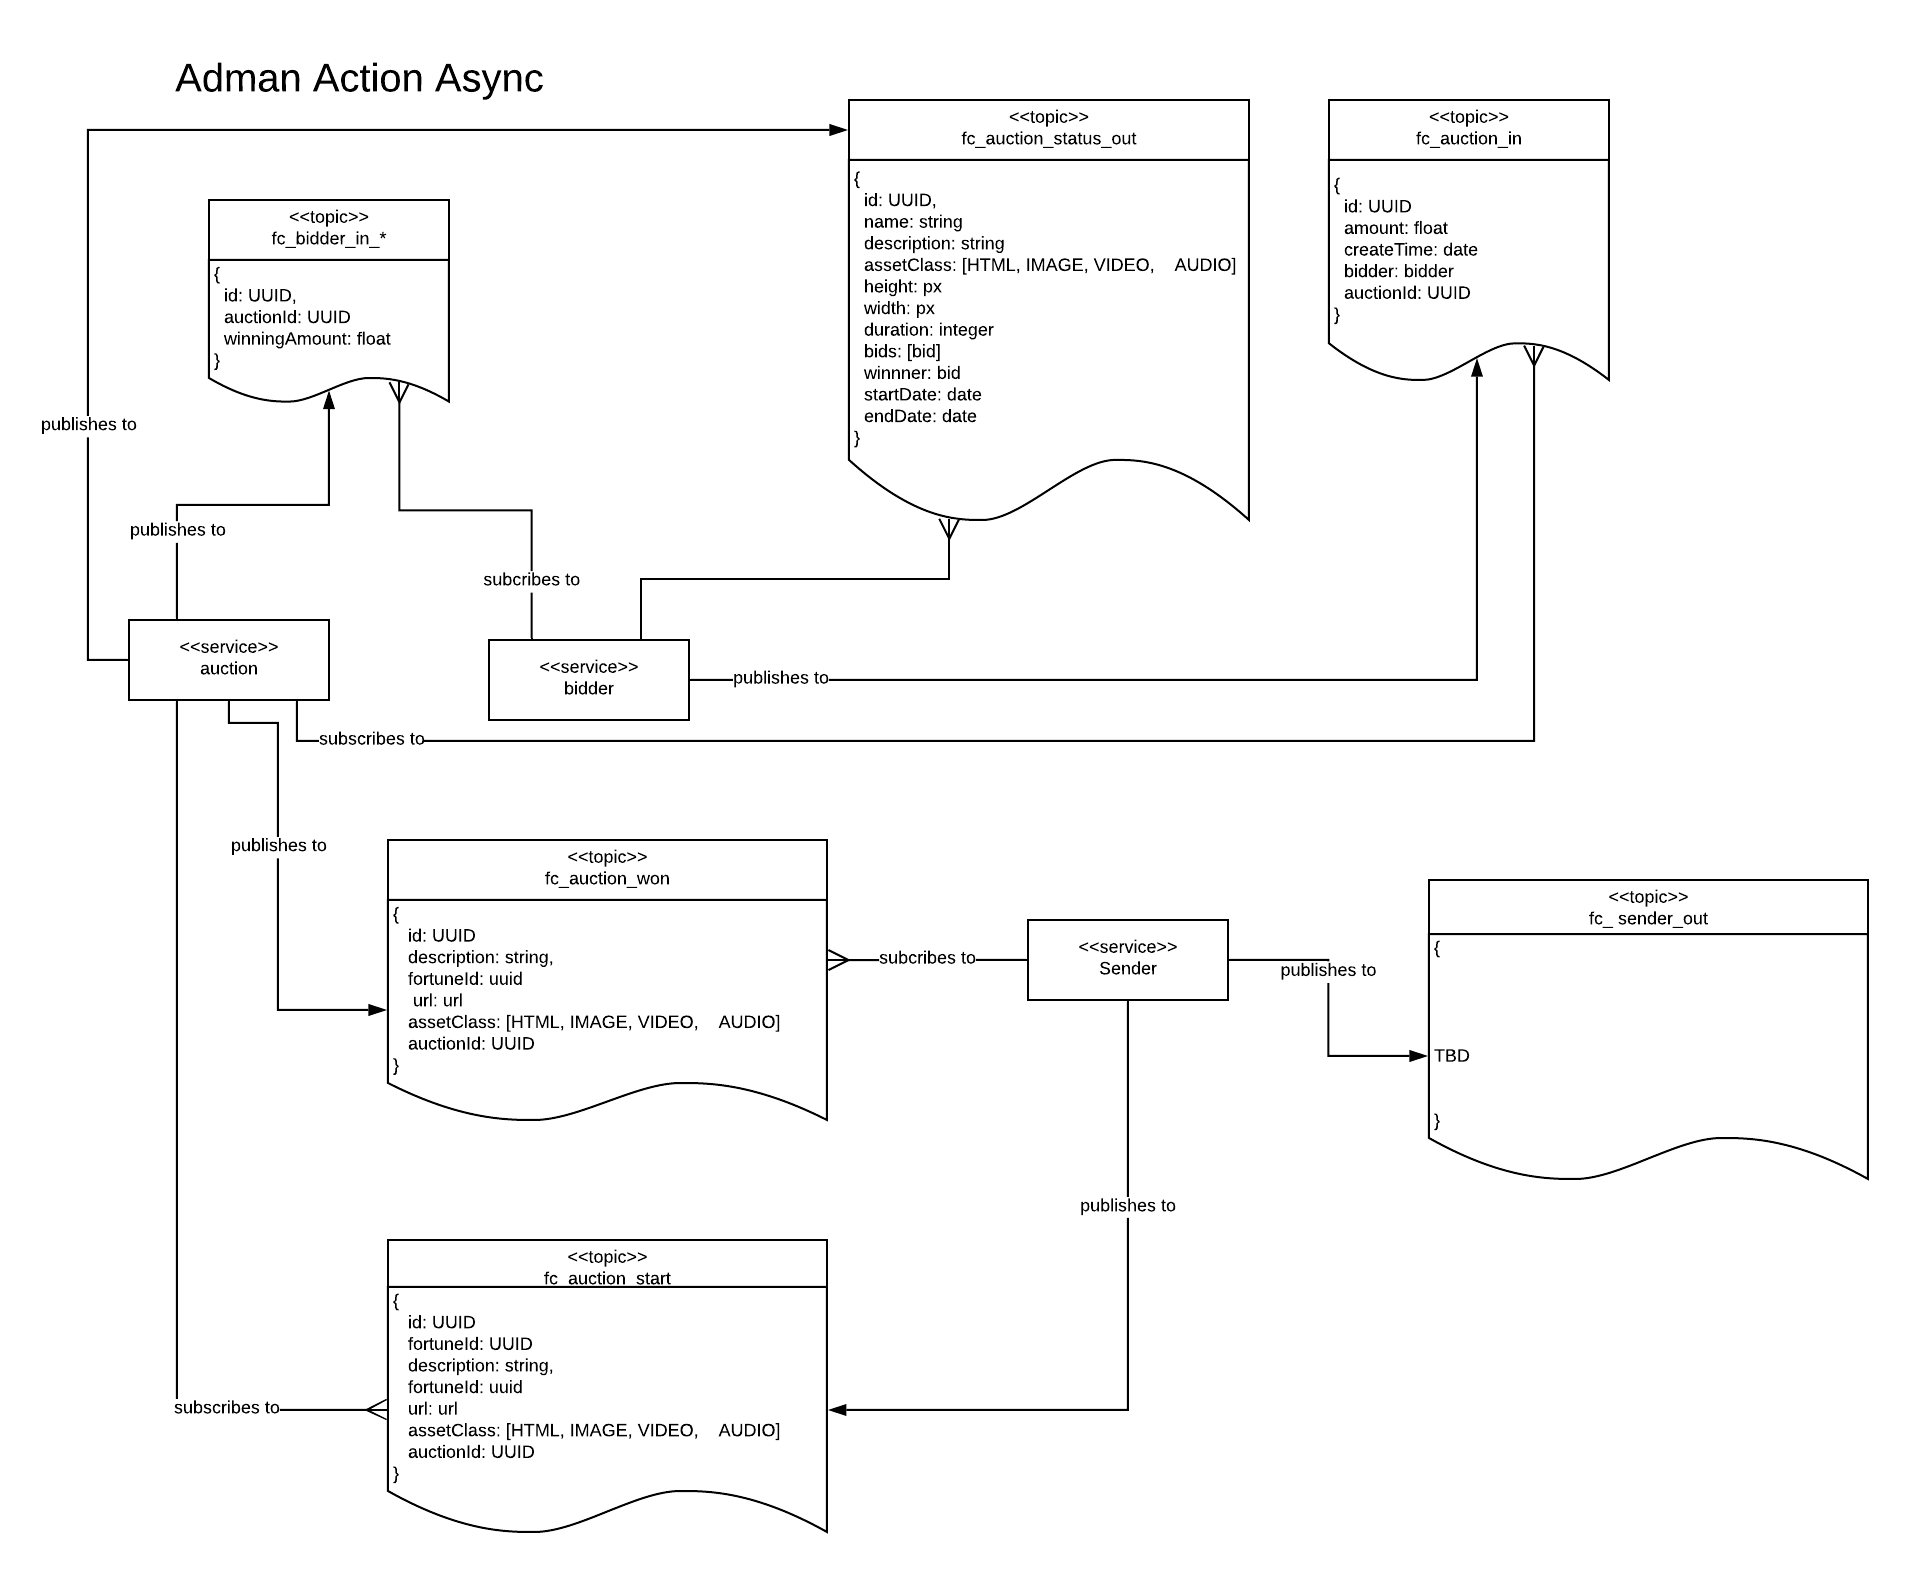 Adman Action Async
<<topic>>
fc_auction_status_out
{
id: UUID,
name: string
description: string
assetClass: [HTML, IMAGE, VIDEO, AUDIO]
height: px
width: px
duration: integer
bids: [bid]
winnner: bid
startDate: date
endDate: date
}
<<topic>>
fc_auction_in
{
id: UUID
amount: float
createTime: date
bidder: bidder
auctionId: UUID
}
<<topic>>
fc_bidder_in_*
{
id: UUID,
auctionId: UUID
winningAmount: float
}
publishes to
publishes to
subcribes to
<<service>>
auction
<<service>>
bidder
publishes to
subscribes to
publishes to
<<topic>>
fc_auction_won
{
id: UUID
description: string,
fortuneId: uuid
url: url
assetClass: [HTML, IMAGE, VIDEO, AUDIO]
auctionId: UUID
}
subcribes to
<<service>>
Sender
publishes to
<<topic>>
fc_ sender_out
{
TBD
}
publishes to
<<topic>>
fc_auction_start
{
id: UUID
fortuneId: UUID
description: string,
fortuneId: uuid
url: url
assetClass: [HTML, IMAGE, VIDEO, AUDIO]
auctionId: UUID
}
subscribes to